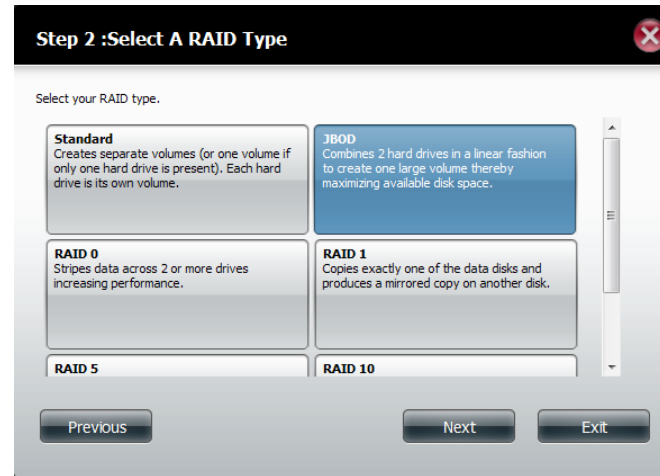 Step 2 :Select A RAID Type
Select your RAID type.
Standard
Creates separate volumes (or one volume if
only one hard drive is present). Each hard
drive is its own volume.
JBOD
Combines 2 hard drives in a linear fashion
to create one large volume thereby
maximizing available disk space.
RAID 0
Stripes data across 2 or more drives
increasing performance.
RAID 1
Copies exactly one of the data disks and
produces a mirrored copy on another disk.
RAID 5
RAID 10
Previous
Next
Exit